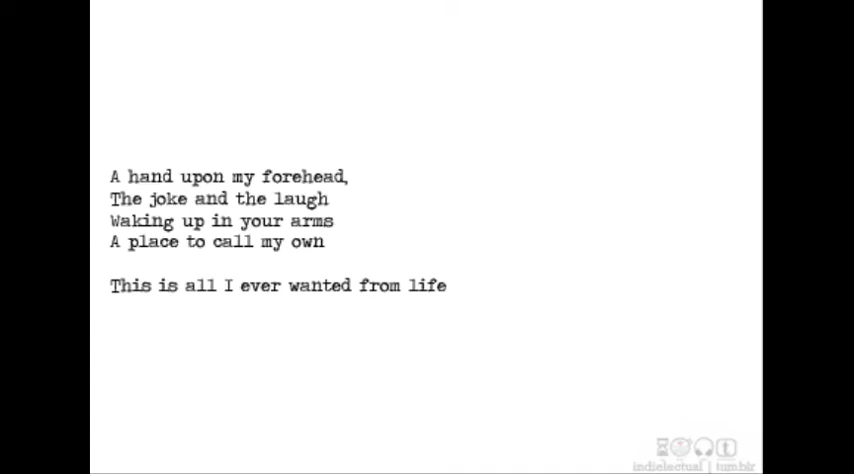 A hand upon my forehead,
The joke and the laugh
Waking up in your arms
A place to call my own
This is all I ever wanted from life
indielectual | tumblr